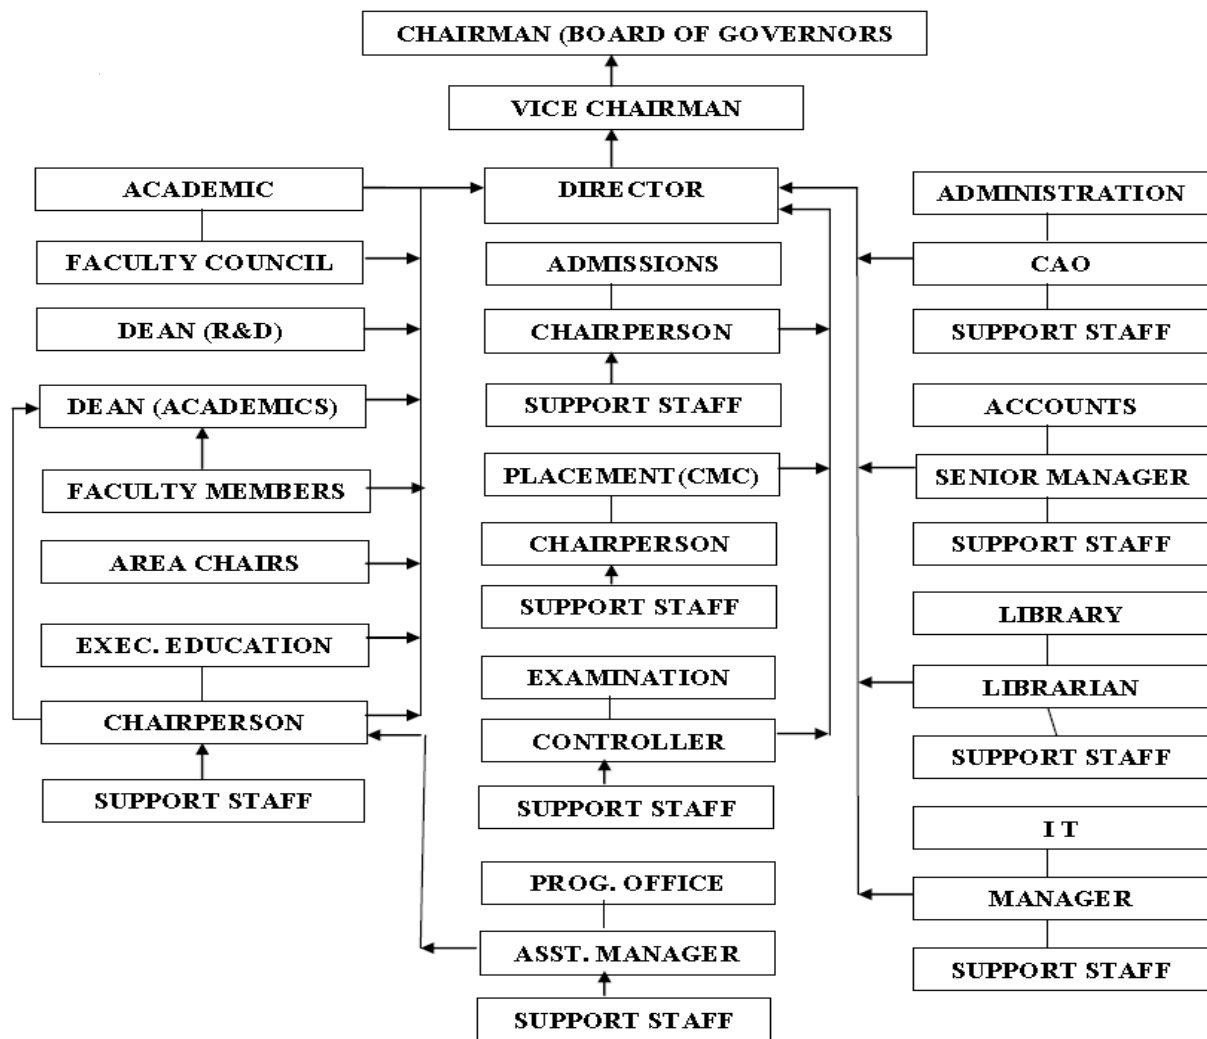 CHAIRMAN (BOARD OF GOVERNORS
VICE CHAIRMAN
DIRECTOR
ACADEMIC
FACULTY COUNCIL
DEAN (R&D)
DEAN (ACADEMICS)
FACULTY MEMBERS
AREA CHAIRS
EXEC. EDUCATION
CHAIRPERSON
SUPPORT STAFF
ADMISSIONS
CHAIRPERSON
SUPPORT STAFF
PLACEMENT (CMC)
CHAIRPERSON
SUPPORT STAFF
EXAMINATION
CONTROLLER
SUPPORT STAFF
PROG. OFFICE
ASST. MANAGER
SUPPORT STAFF
ADMINISTRATION
CAO
SUPPORT STAFF
ACCOUNTS
SENIOR MANAGER
SUPPORT STAFF
LIBRARY
LIBRARIAN
SUPPORT STAFF
I T
MANAGER
SUPPORT STAFF